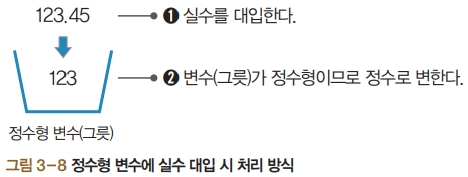 123.45 ❶ 실수를 대입한다.
123 ❷ 변수(그릇)가 정수형이므로 정수로 변한다.
정수형 변수(그릇)
그림 3-8 정수형 변수에 실수 대입 시 처리 방식